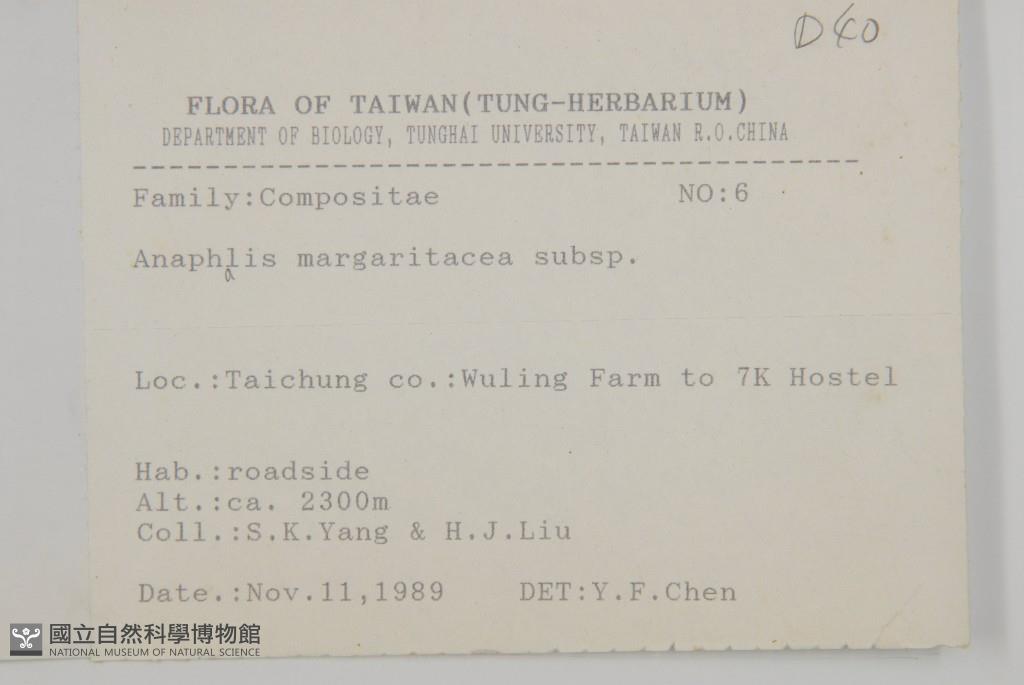 D40
FLORA OF TAIWAN(TUNG-HERBARIUM)
DEPARTMENT OF BIOLOGY, TUNGHAI UNIVERSITY, TAIWAN R.O.CHINA
Family:Compositae NO:6
Anaphlis margaritacea subsp.
a
Loc.:Taichung co.:Wuling Farm to 7K Hostel
Hab.:roadside
Alt.:ca. 2300m
Coll.:S.K.Yang & H.J.Liu
Date.:Nov.11,1989 DET:Y.F.Chen
國立自然科學博物館
NATIONAL MUSEUM OF NATURAL SCIENCE